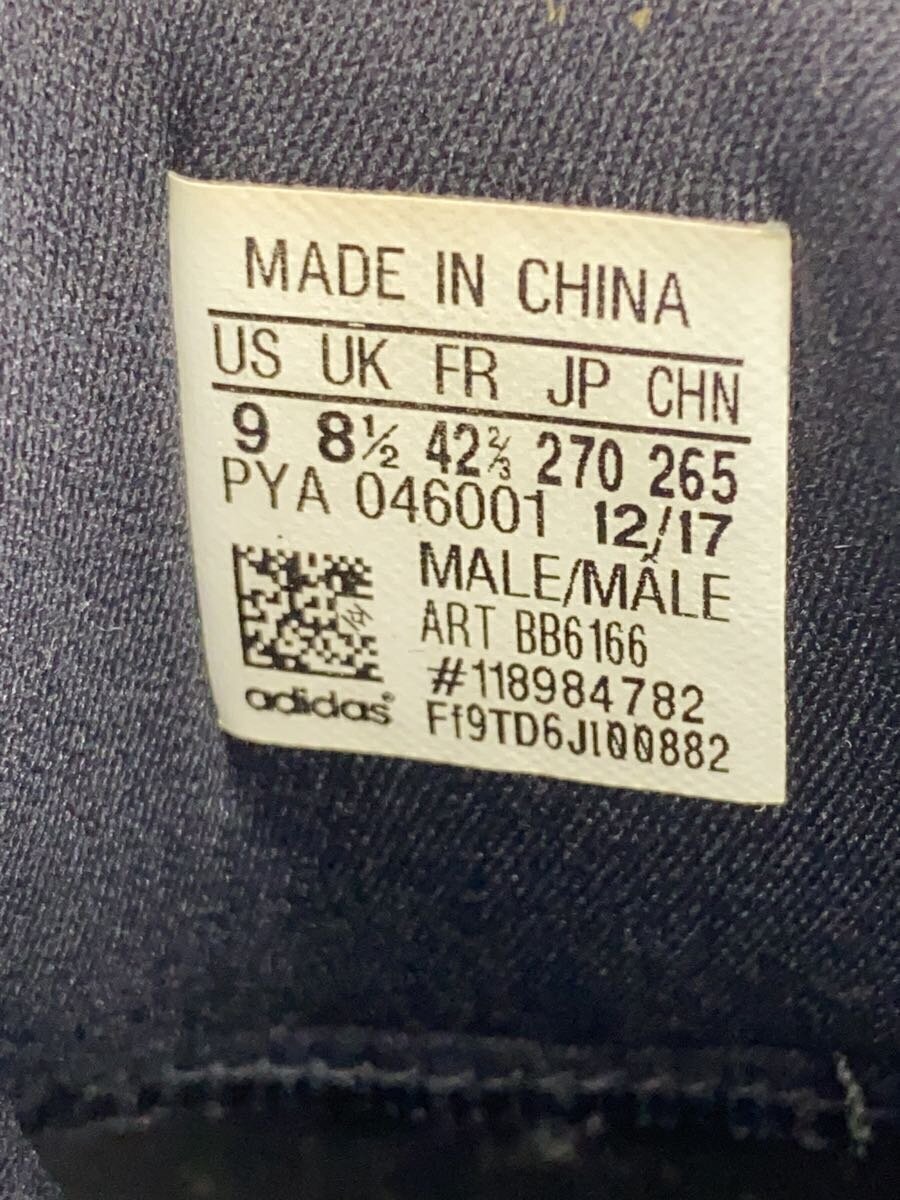 MADE IN CHINA
US UK FR JP CHN
9 8½ 42⅔ 270 265
PYA 046001 12/17
MALE/MÂLE
ART BB6166
#118984782
Ff9TD6Jl00882
adidas®